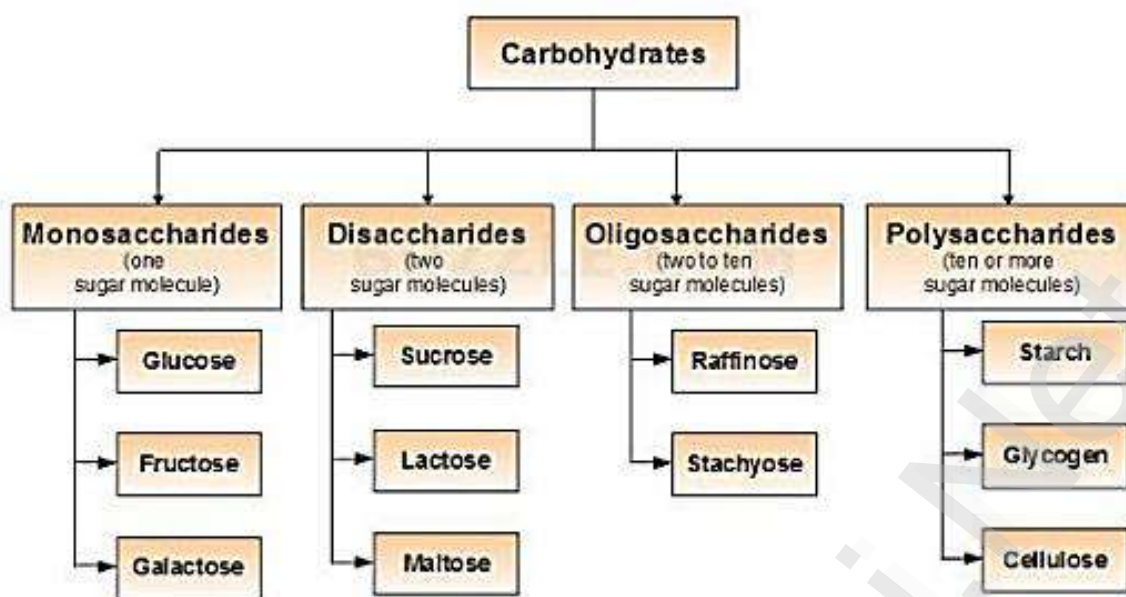 Carbohydrates
Monosaccharides
(one
sugar molecule)
Disaccharides
(two
sugar molecules)
Oligosaccharides
(two to ten
sugar molecules)
Polysaccharides
(ten or more
sugar molecules)
Glucose
Fructose
Galactose
Sucrose
Lactose
Maltose
Raffinose
Stachyose
Starch
Glycogen
Cellulose